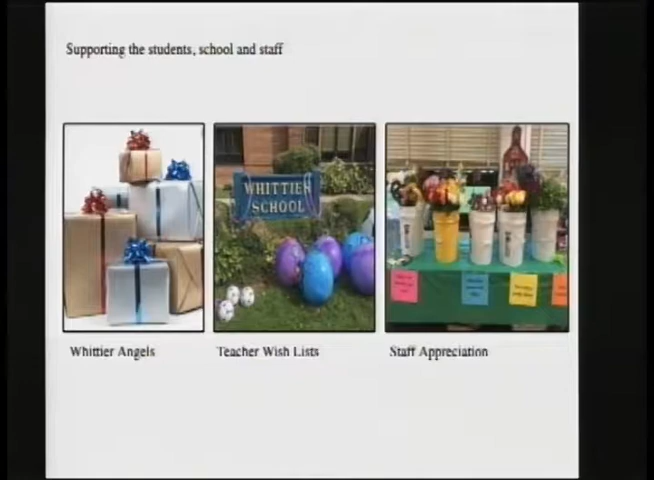 Supporting the students, school and staff
WHITTIER
SCHOOL
Whittier Angels
Teacher Wish Lists
Staff Appreciation